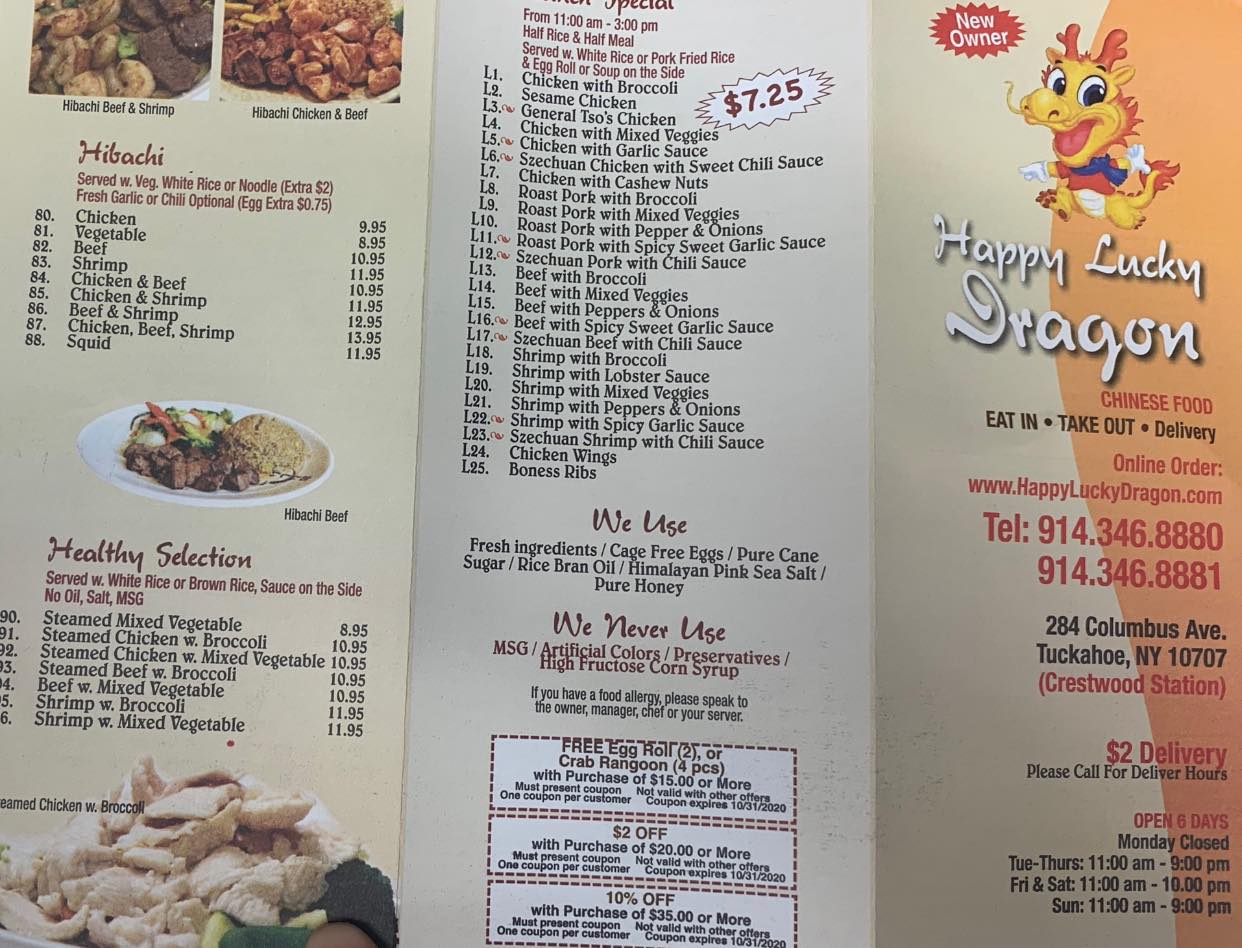 Hibachi Beef & Shrimp
Hibachi Chicken & Beef
Hibachi
Served w. Veg. White Rice or Noodle (Extra $2)
Fresh Garlic or Chili Optional (Egg Extra $0.75)
80. Chicken 9.95
81. Vegetable 8.95
82. Beef 10.95
83. Shrimp 11.95
84. Chicken & Beef 10.95
85. Chicken & Shrimp 11.95
86. Beef & Shrimp 12.95
87. Chicken, Beef, Shrimp 13.95
88. Squid 11.95
Hibachi Beef
Healthy Selection
Served w. White Rice or Brown Rice, Sauce on the Side
No Oil, Salt, MSG
90. Steamed Mixed Vegetable 8.95
91. Steamed Chicken w. Broccoli 10.95
92. Steamed Chicken w. Mixed Vegetable 10.95
93. Steamed Beef w. Broccoli 10.95
94. Beef w. Mixed Vegetable 10.95
5. Shrimp w. Broccoli 11.95
6. Shrimp w. Mixed Vegetable 11.95
eamed Chicken w. Broccoli
Special
From 11:00 am - 3:00 pm
Half Rice & Half Meal
Served w. White Rice or Pork Fried Rice
& Egg Roll or Soup on the Side
$7.25
L1. Chicken with Broccoli
L2. Sesame Chicken
L3. General Tso's Chicken
L4. Chicken with Mixed Veggies
L5. Chicken with Garlic Sauce
L6. Szechuan Chicken with Sweet Chili Sauce
L7. Chicken with Cashew Nuts
L8. Roast Pork with Broccoli
L9. Roast Pork with Mixed Veggies
L10. Roast Pork with Pepper & Onions
L11. Roast Pork with Spicy Sweet Garlic Sauce
L12. Szechuan Pork with Chili Sauce
L13. Beef with Broccoli
L14. Beef with Mixed Veggies
L15. Beef with Peppers & Onions
L16. Beef with Spicy Sweet Garlic Sauce
L17. Szechuan Beef with Chili Sauce
L18. Shrimp with Broccoli
L19. Shrimp with Lobster Sauce
L20. Shrimp with Mixed Veggies
L21. Shrimp with Peppers & Onions
L22. Shrimp with Spicy Garlic Sauce
L23. Szechuan Shrimp with Chili Sauce
L24. Chicken Wings
L25. Boness Ribs
We Use
Fresh ingredients / Cage Free Eggs / Pure Cane
Sugar / Rice Bran Oil / Himalayan Pink Sea Salt /
Pure Honey
We Never Use
MSG / Artificial Colors / Preservatives /
High Fructose Corn Syrup
If you have a food allergy, please speak to
the owner, manager, chef or your server.
FREE Egg Roll (2), or
Crab Rangoon (4 pcs)
with Purchase of $15.00 or More
Must present coupon Not valid with other offers
One coupon per customer Coupon expires 10/31/2020
$2 OFF
with Purchase of $20.00 or More
Must present coupon Not valid with other offers
One coupon per customer Coupon expires 10/31/2020
10% OFF
with Purchase of $35.00 or More
Must present coupon Not valid with other offers
One coupon per customer Coupon expires 10/31/2020
New
Owner
Happy Lucky
Dragon
CHINESE FOOD
EAT IN • TAKE OUT • Delivery
Online Order:
www.HappyLuckyDragon.com
Tel: 914.346.8880
914.346.8881
284 Columbus Ave.
Tuckahoe, NY 10707
(Crestwood Station)
$2 Delivery
Please Call For Deliver Hours
OPEN 6 DAYS
Monday Closed
Tue-Thurs: 11:00 am - 9:00 pm
Fri & Sat: 11:00 am - 10.00 pm
Sun: 11:00 am - 9:00 pm